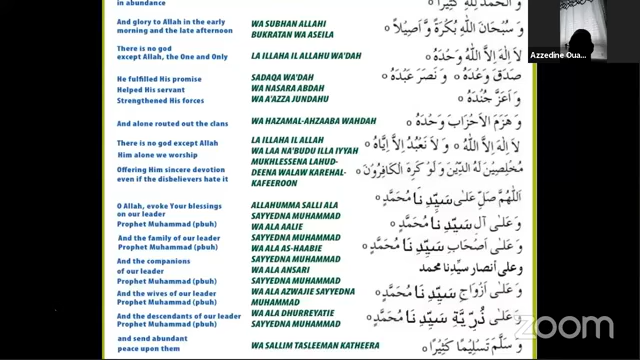 in abundance
And glory to Allah in the early
morning and the late afternoon
There is no god
except Allah, the One and Only
He fulfilled His promise
Helped His servant
Strengthened His forces
And alone routed out the clans
There is no god except Allah
Him alone we worship
Offering Him sincere devotion
even if the disbelievers hate it
O Allah, evoke Your blessings
on our leader
Prophet Muhammad (pbuh)
And the family of our leader
Prophet Muhammad (pbuh)
And the companions
of our leader
Prophet Muhammad (pbuh)
And the wives of our leader
Prophet Muhammad (pbuh)
And the descendants of our leader
Prophet Muhammad (pbuh)
and send abundant
peace upon them
WA SUBHAN ALLAHI
BUKRATAN WA ASEILA
LA ILLAHA IL ALLAHU WA'DAH
SADAQA WA'DAH
WA NASARA ABDAH
WA A'AZZA JUNDAHU
WA HAZAMAL-AHZAABA WAHDAH
LA ILLAHA IL ALLAH
WA LAA NA'BUDU ILLA IYYAH
MUKHLESSENA LAHUD-
DEENA WALAW KAREHAL-
KAFEEROON
ALLAHUMMA SALLI ALA
SAYYEDNA MUHAMMAD
WA ALA AALIE
SAYYEDNA MUHAMMAD
WA ALA AS-HAABIE
SAYYEDNA MUHAMMAD
WA ALA ANSARI
SAYYEDNA MUHAMMAD
WA ALA AZWAJIE SAYYEDNA
MUHAMMAD
WA ALA DHURREYATIE
SAYYEDNA MUHAMMAD
WA SALLIM TASLEEMAN KATHEERA
وَ الْحَمْدُ لِلّٰهِ كَثِيْرًا
وَ سُبْحَانَ اللّٰهِ بُكْرَةً وَّ اَصِيْلاً
لَا اِلٰهَ اِلاَّ اللّٰهُ وَحْدَهُ
صَدَقَ وَعْدَهُ وَ نَصَرَ عَبْدَهُ
وَ اَعَزَّ جُنْدَهُ
وَ هَزَمَ الْاَحْزَابَ وَحْدَهُ
لَا اِلٰهَ اِلاَّ اللّٰهُ وَ لَا نَعْبُدُ اِلاَّ اِيَّاهُ
مُخْلِصِيْنَ لَهُ الدِّيْنَ وَ لَوْ كَرِهَ الْكَافِرُوْنَ
اَللّٰهُمَّ صَلِّ عَلٰى سَيِّدِ نَا مُحَمَّدٍ
وَ عَلٰى آلِ سَيِّدِ نَا مُحَمَّدٍ
وَ عَلٰى اَصْحَابِ سَيِّدِ نَا مُحَمَّدٍ
وعلى أنصار سيِّدنا محمد
وَ عَلٰى اَزْوَاجِ سَيِّدِ نَا مُحَمَّدٍ
وَ عَلٰى ذُرِّ يَّةِ سَيِّدِ نَا مُحَمَّدٍ
وَ سَلِّمْ تَسْلِيْمًا كَثِيْرًا
Azzedine Oua...
zoom